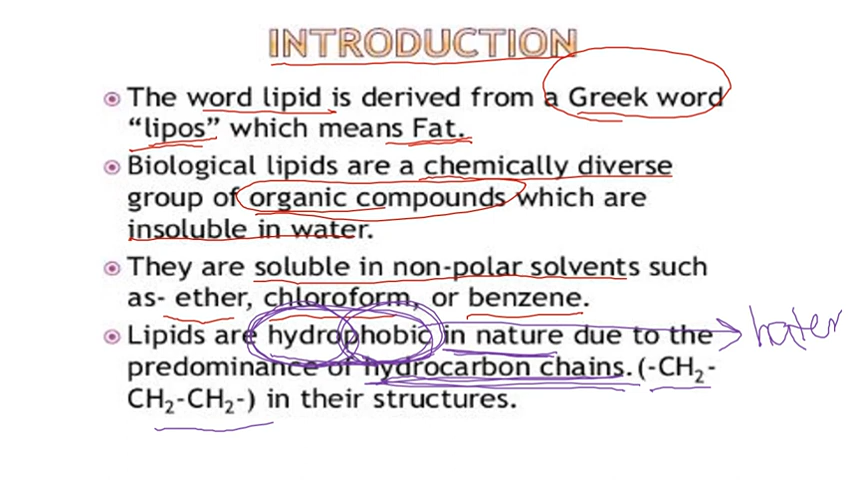 INTRODUCTION
The word lipid is derived from a Greek word
“lipos” which means Fat.
Biological lipids are a chemically diverse
group of organic compounds which are
insoluble in water.
They are soluble in non-polar solvents such
as- ether, chloroform, or benzene.
Lipids are hydrophobic in nature due to the
hater
predominance of hydrocarbon chains. (-CH₂-
CH₂-CH₂-) in their structures.